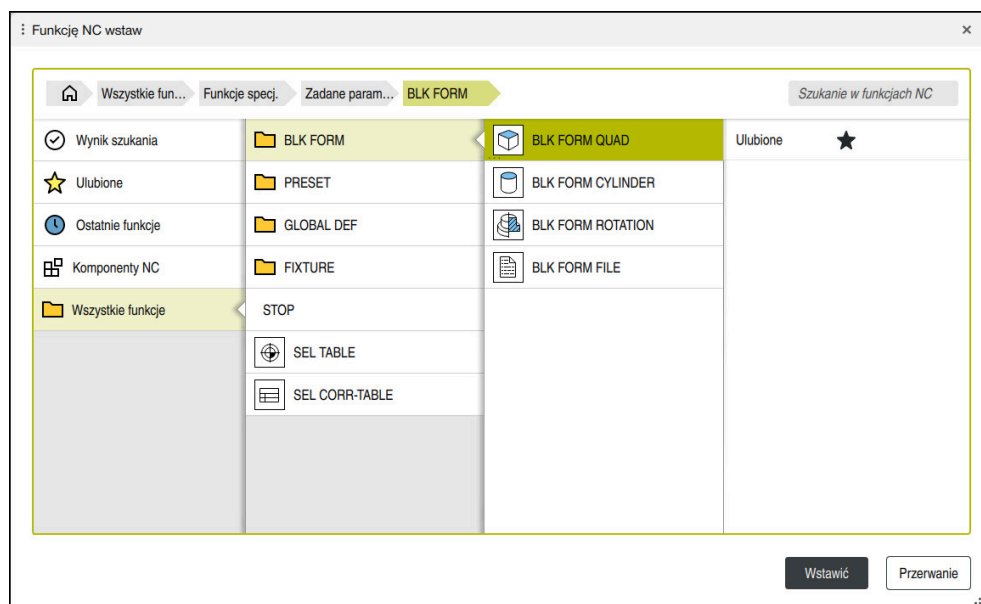 Funkcję NC wstaw
Wszystkie fun... Funkcje specj. Zadane param... BLK FORM Szukanie w funkcjach NC
Wynik szukania
Ulubione
Ostatnie funkcje
Komponenty NC
Wszystkie funkcje
BLK FORM
PRESET
GLOBAL DEF
FIXTURE
STOP
SEL TABLE
SEL CORR-TABLE
BLK FORM QUAD
BLK FORM CYLINDER
BLK FORM ROTATION
BLK FORM FILE
Ulubione
Wstawić Przerwanie